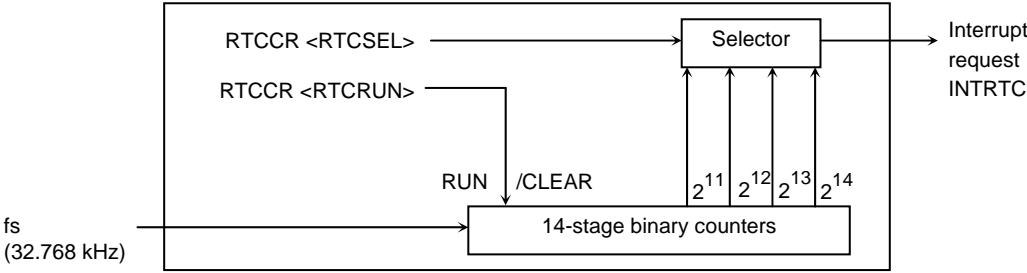 RTCCR <RTCSEL>
Selector
Interrupt
request
INTRTC
RTCCR <RTCRUN>
RUN /CLEAR
2^11 2^12 2^13 2^14
fs
(32.768 kHz)
14-stage binary counters